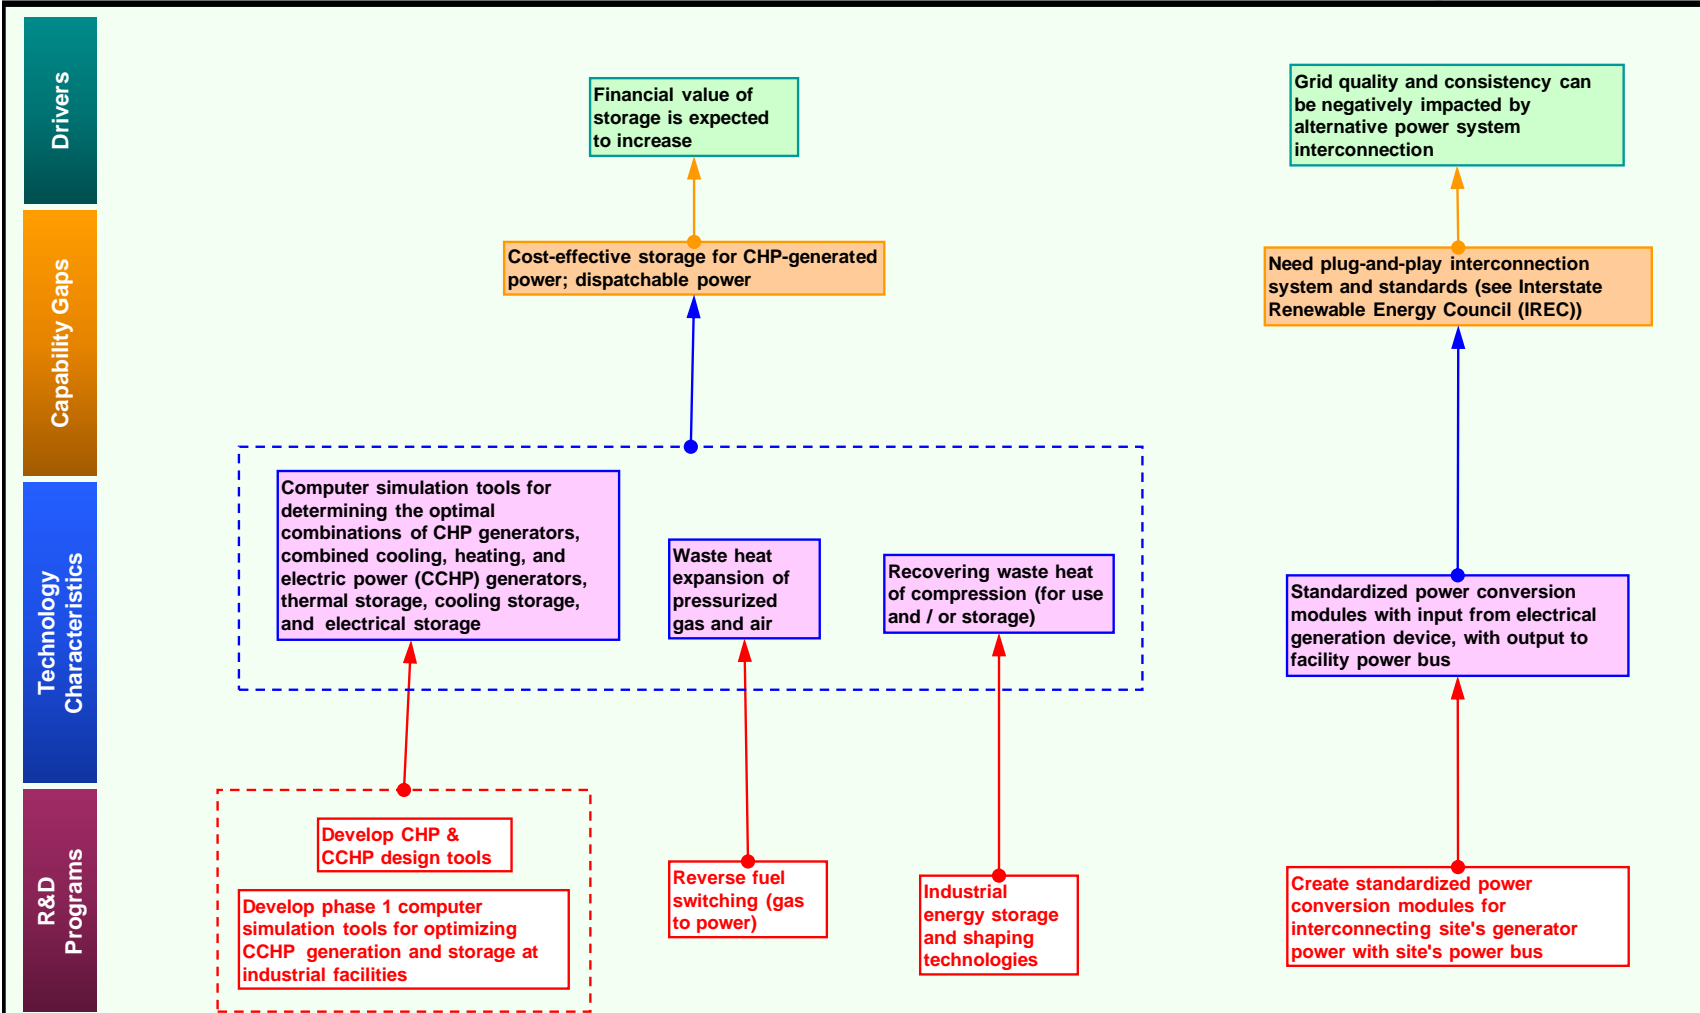 Drivers
Financial value of
storage is expected
to increase
Grid quality and consistency can
be negatively impacted by
alternative power system
interconnection
Capability Gaps
Cost-effective storage for CHP-generated
power; dispatchable power
Need plug-and-play interconnection
system and standards (see Interstate
Renewable Energy Council (IREC))
Technology
Characteristics
Computer simulation tools for
determining the optimal
combinations of CHP generators,
combined cooling, heating, and
electric power (CCHP) generators,
thermal storage, cooling storage,
and electrical storage
Waste heat
expansion of
pressurized
gas and air
Recovering waste heat
of compression (for use
and / or storage)
Standardized power conversion
modules with input from electrical
generation device, with output to
facility power bus
R&D
Programs
Develop CHP &
CCHP design tools
Develop phase 1 computer
simulation tools for optimizing
CCHP generation and storage at
industrial facilities
Reverse fuel
switching (gas
to power)
Industrial
energy storage
and shaping
technologies
Create standardized power
conversion modules for
interconnecting site's generator
power with site's power bus